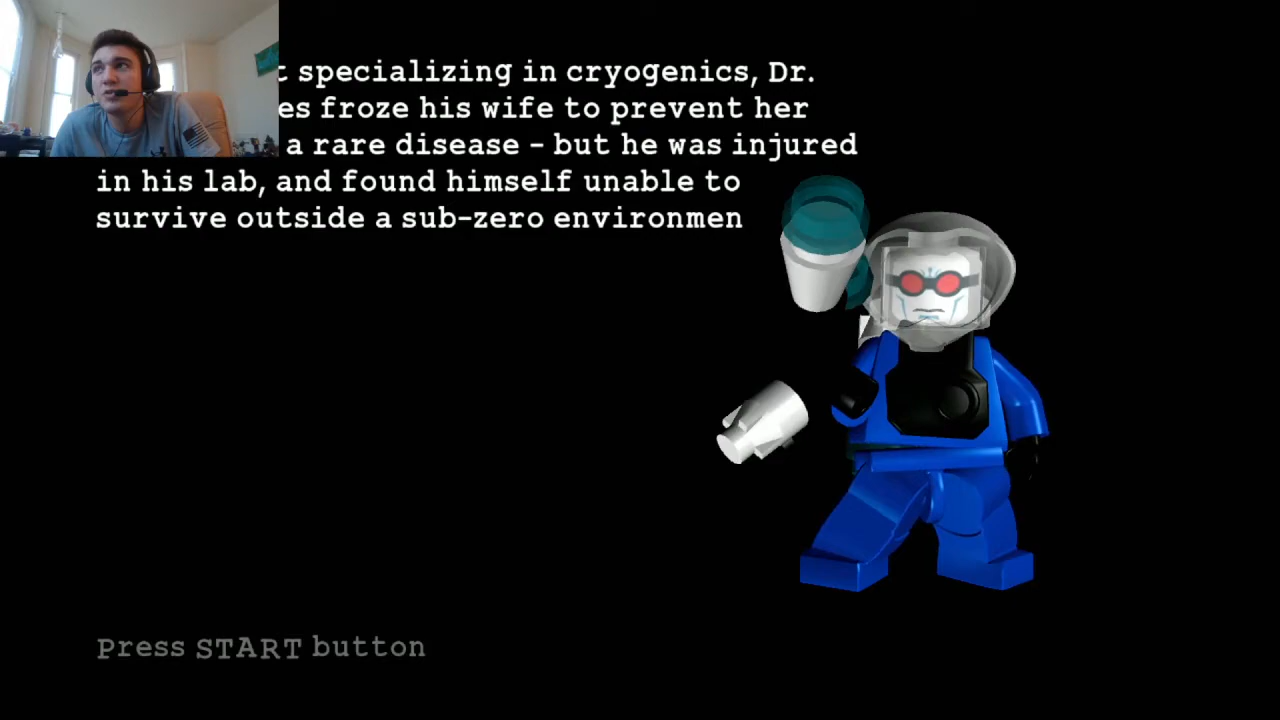 specializing in cryogenics, Dr.
froze his wife to prevent her
a rare disease - but he was injured
in his lab, and found himself unable to
survive outside a sub-zero environmen
Press START button